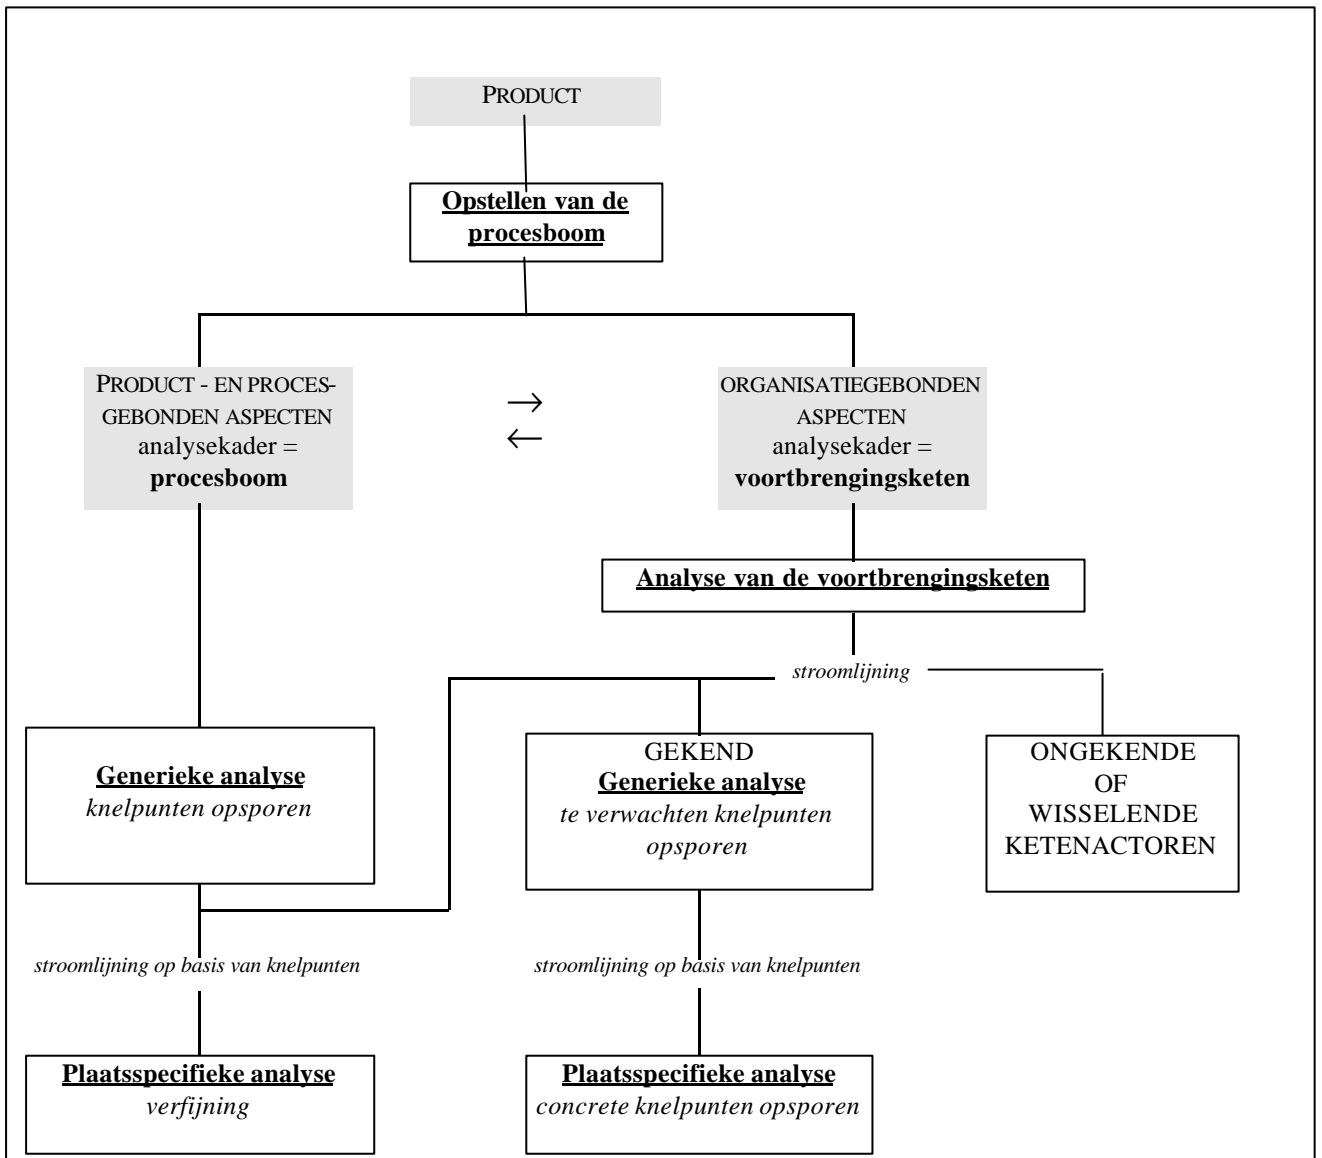 PRODUCT
Opstellen van de
procesboom
PRODUCT - EN PROCES-
GEBONDEN ASPECTEN
analysekader =
procesboom
→
←
ORGANISATIEGEBONDEN
ASPECTEN
analysekader =
voortbrengingsketen
Analyse van de voortbrengingsketen
stroomlijning
Generieke analyse
knelpunten opsporen
GEKEND
Generieke analyse
te verwachten knelpunten
opsporen
ONGEKENDE
OF
WISSELENDE
KETENACTOREN
stroomlijning op basis van knelpunten
stroomlijning op basis van knelpunten
Plaatsspecifieke analyse
verfijning
Plaatsspecifieke analyse
concrete knelpunten opsporen